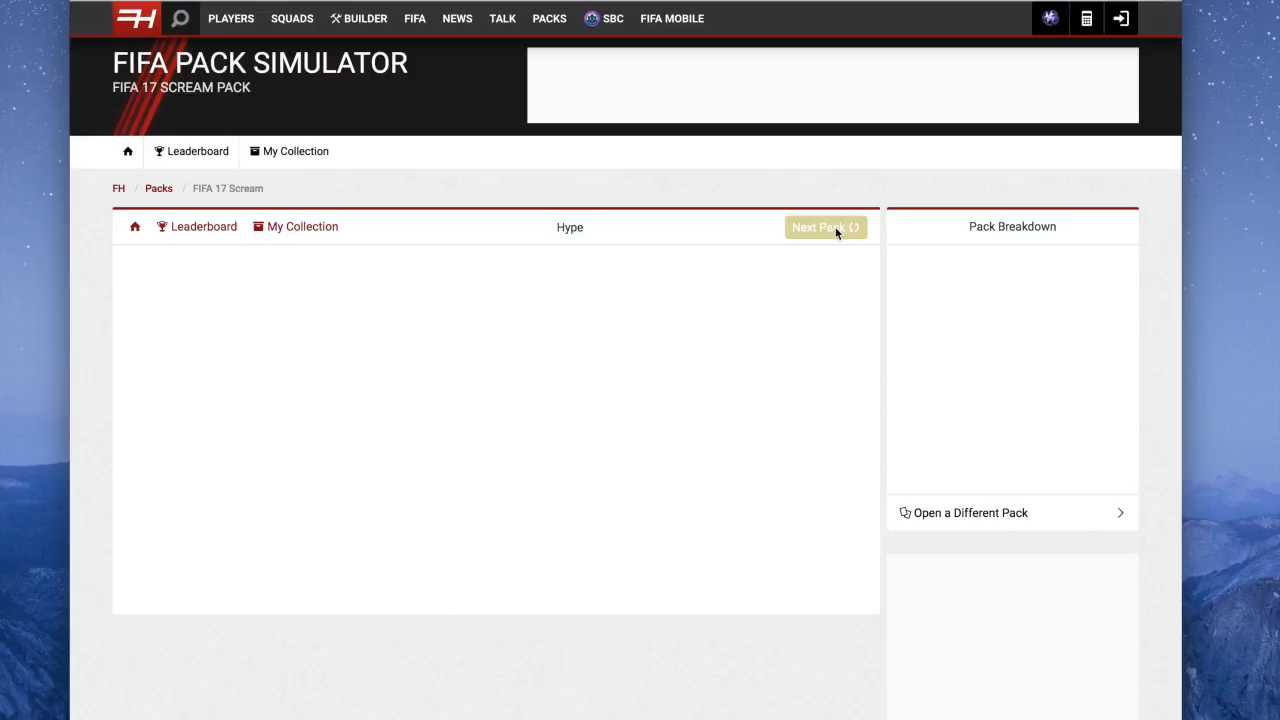 FH PLAYERS SQUADS BUILDER FIFA NEWS TALK PACKS SBC FIFA MOBILE
FIFA PACK SIMULATOR
FIFA 17 SCREAM PACK
Leaderboard My Collection
FH / Packs / FIFA 17 Scream
Leaderboard My Collection Hype Next Pack Pack Breakdown
Open a Different Pack